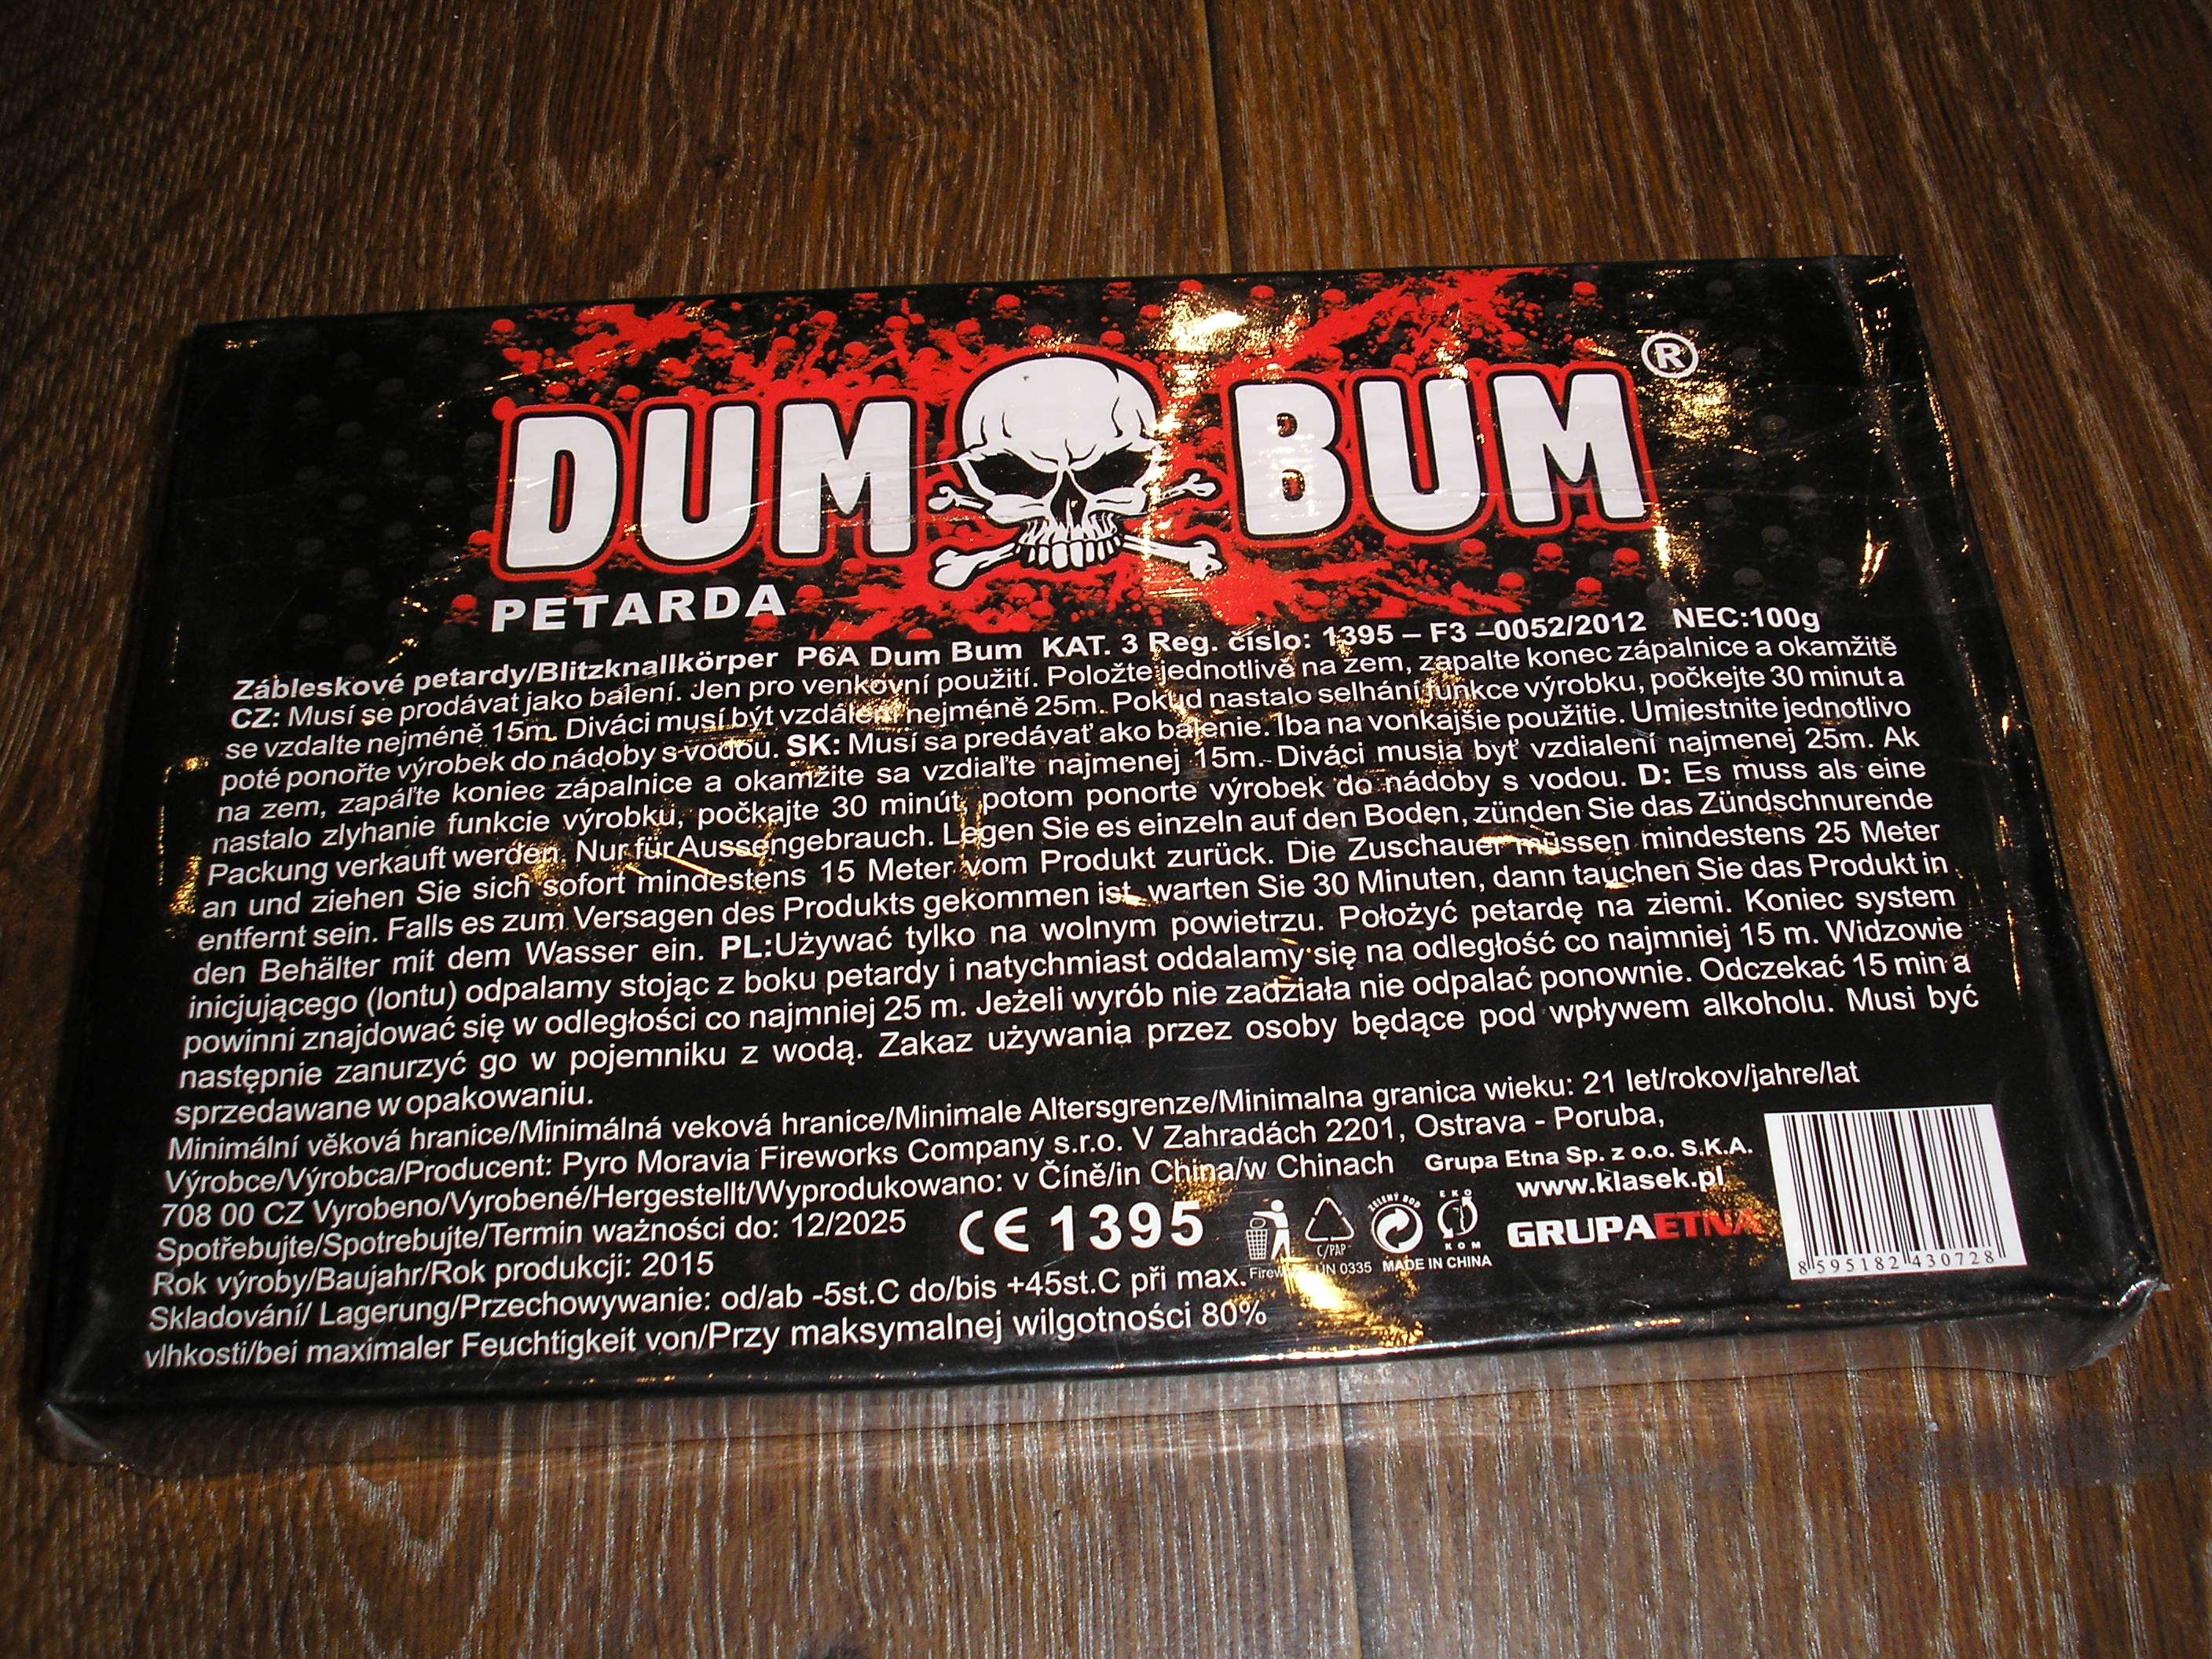 DUM BUM ®
PETARDA
Zábleskové petardy/Blitzknallkörper P6A Dum Bum KAT. 3 Reg. číslo: 1395 – F3 –0052/2012 NEC:100g
CZ: Musí se prodávat jako balení. Jen pro venkovní použití. Položte jednotlivě na zem, zapalte konec zápalnice a okamžitě
se vzdalte nejméně 15m. Diváci musí být vzdáleni nejméně 25m. Pokud nastalo selhání funkce výrobku, počkejte 30 minut a
poté ponořte výrobek do nádoby s vodou. SK: Musí sa predávať ako balenie. Iba na vonkajšie použitie. Umiestnite jednotlivo
na zem, zapáľte koniec zápalnice a okamžite sa vzdiaľte najmenej 15m. Diváci musia byť vzdialení najmenej 25m. Ak
nastalo zlyhanie funkcie výrobku, počkajte 30 minút, potom ponorte výrobek do nádoby s vodou. D: Es muss als eine
Packung verkauft werden. Nur für Aussengebrauch. Legen Sie es einzeln auf den Boden, zünden Sie das Zündschnurende
an und ziehen Sie sich sofort mindestens 15 Meter vom Produkt zurück. Die Zuschauer müssen mindestens 25 Meter
entfernt sein. Falls es zum Versagen des Produkts gekommen ist, warten Sie 30 Minuten, dann tauchen Sie das Produkt in
den Behälter mit dem Wasser ein. PL:Używać tylko na wolnym powietrzu. Położyć petardę na ziemi. Koniec system
inicjującego (lontu) odpalamy stojąc z boku petardy i natychmiast oddalamy się na odległość co najmniej 15 m. Widzowie
powinni znajdować się w odległości co najmniej 25 m. Jeżeli wyrób nie zadziała nie odpalać ponownie. Odczekać 15 min a
następnie zanurzyć go w pojemniku z wodą. Zakaz używania przez osoby będące pod wpływem alkoholu. Musi być
sprzedawane w opakowaniu.
Minimální věková hranice/Minimálná veková hranice/Minimale Altersgrenze/Minimalna granica wieku: 21 let/rokov/jahre/lat
Výrobce/Výrobca/Producent: Pyro Moravia Fireworks Company s.r.o. V Zahradách 2201, Ostrava - Poruba,
708 00 CZ Vyrobeno/Vyrobené/Hergestellt/Wyprodukowano: v Číně/in China/w Chinach
Spotřebujte/Spotrebujte/Termin ważności do: 12/2025
Rok výroby/Baujahr/Rok produkcji: 2015
Skladování/ Lagerung/Przechowywanie: od/ab -5st.C do/bis +45st.C při max.
vlhkosti/bei maximaler Feuchtigkeit von/Przy maksymalnej wilgotności 80%
CE 1395
C/PAP
ZELENÝ BOD
EKO
KOM
UN 0335 MADE IN CHINA
Grupa Etna Sp. z o.o. S.K.A.
www.klasek.pl
GRUPAETNA
8 595182 430728